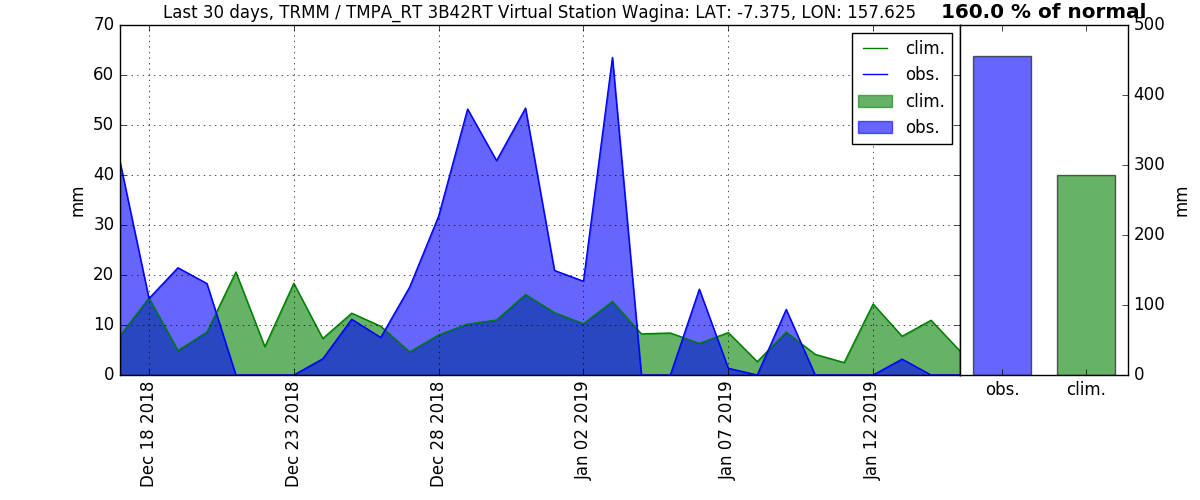 Last 30 days, TRMM / TMPA_RT 3B42RT Virtual Station Wagina: LAT: -7.375, LON: 157.625
160.0 % of normal
70
60
50
40
30
20
10
0
mm
clim.
obs.
clim.
obs.
Dec 18 2018
Dec 23 2018
Dec 28 2018
Jan 02 2019
Jan 07 2019
Jan 12 2019
500
400
300
200
100
0
mm
obs.
clim.